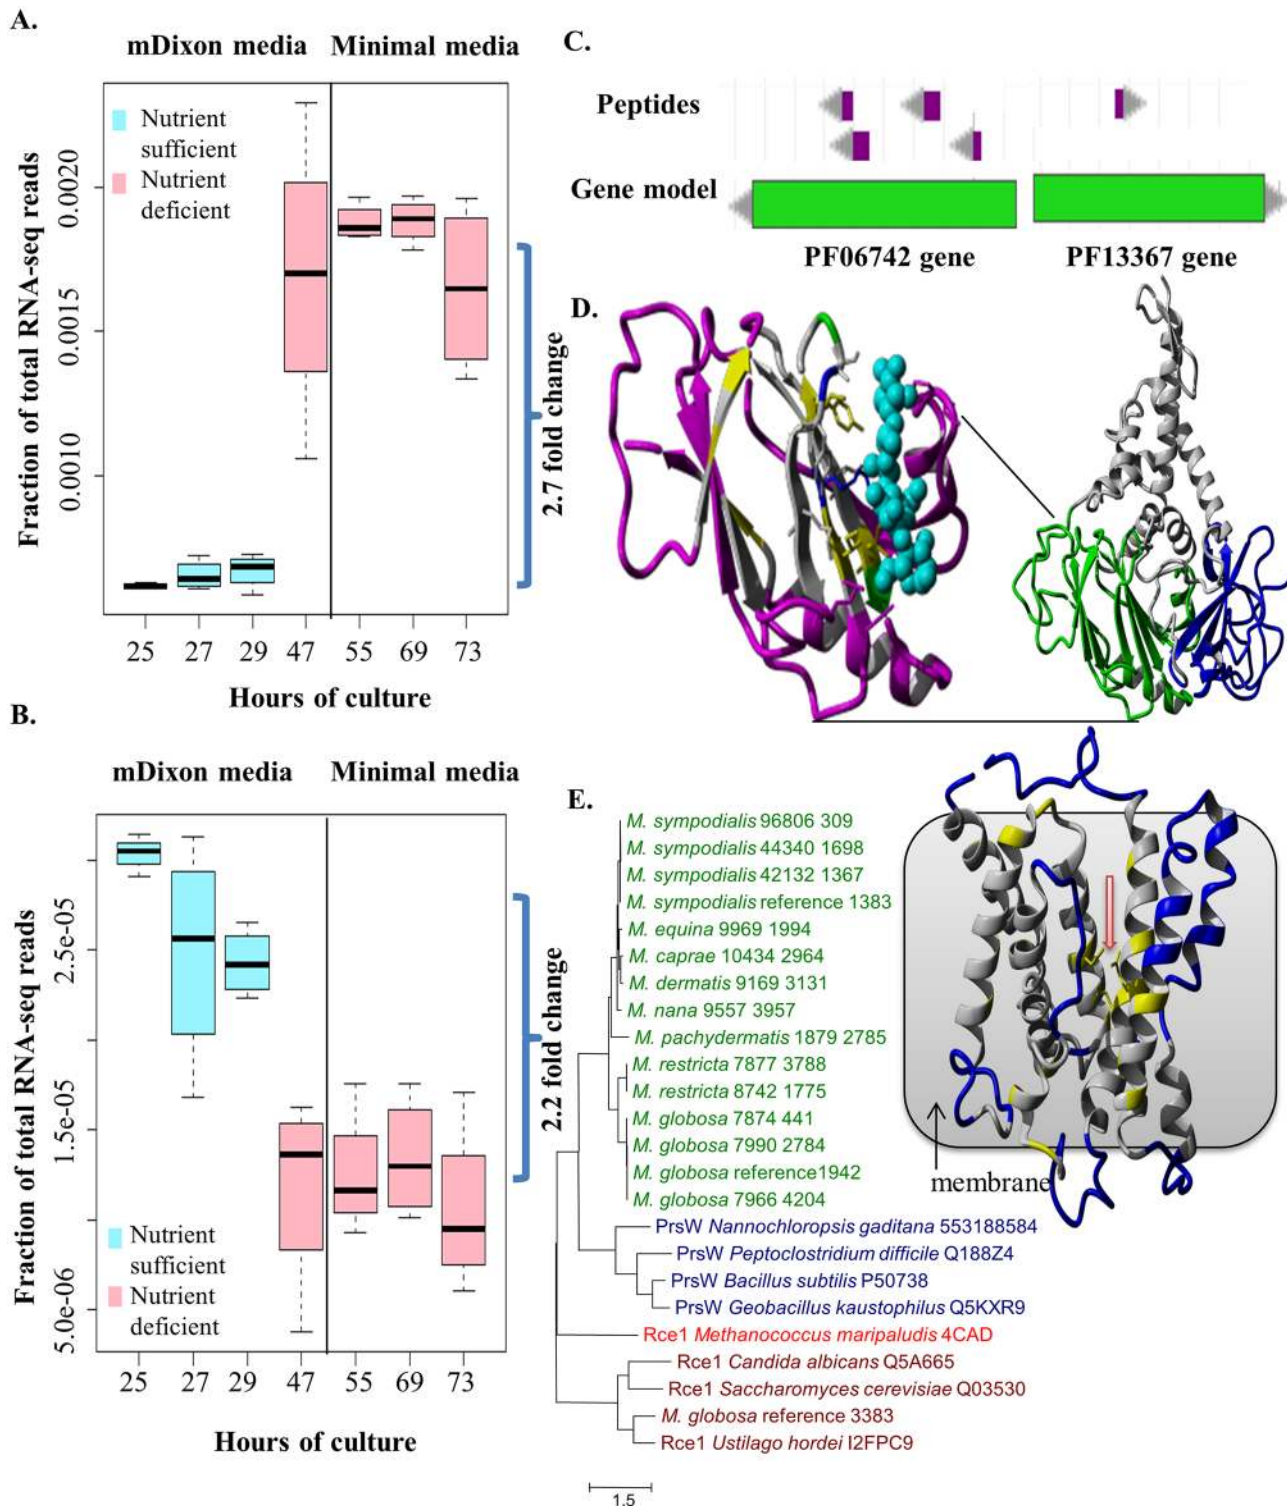 A.
mDixon media
Minimal media
Nutrient
sufficient
Nutrient
deficient
Fraction of total RNA-seq reads
0.0020
0.0015
0.0010
2.7 fold change
25 27 29 47 55 69 73
Hours of culture
B.
mDixon media
Minimal media
Fraction of total RNA-seq reads
2.5e-05
1.5e-05
5.0e-06
Nutrient
sufficient
Nutrient
deficient
2.2 fold change
25 27 29 47 55 69 73
Hours of culture
C.
Peptides
Gene model
PF06742 gene
PF13367 gene
D.
E.
M. sympodialis 96806 309
M. sympodialis 44340 1698
M. sympodialis 42132 1367
M. sympodialis reference 1383
M. equina 9969 1994
M. caprae 10434 2964
M. dermatis 9169 3131
M. nana 9557 3957
M. pachydermatis 1879 2785
M. restricta 7877 3788
M. restricta 8742 1775
M. globosa 7874 441
M. globosa 7990 2784
M. globosa reference1942
M. globosa 7966 4204
PrsW Nannochloropsis gaditana 553188584
PrsW Peptoclostridium difficile Q188Z4
PrsW Bacillus subtilis P50738
PrsW Geobacillus kaustophilus Q5KXR9
Rce1 Methanococcus maripaludis 4CAD
Rce1 Candida albicans Q5A665
Rce1 Saccharomyces cerevisiae Q03530
M. globosa reference 3383
Rce1 Ustilago hordei I2FPC9
1.5
membrane